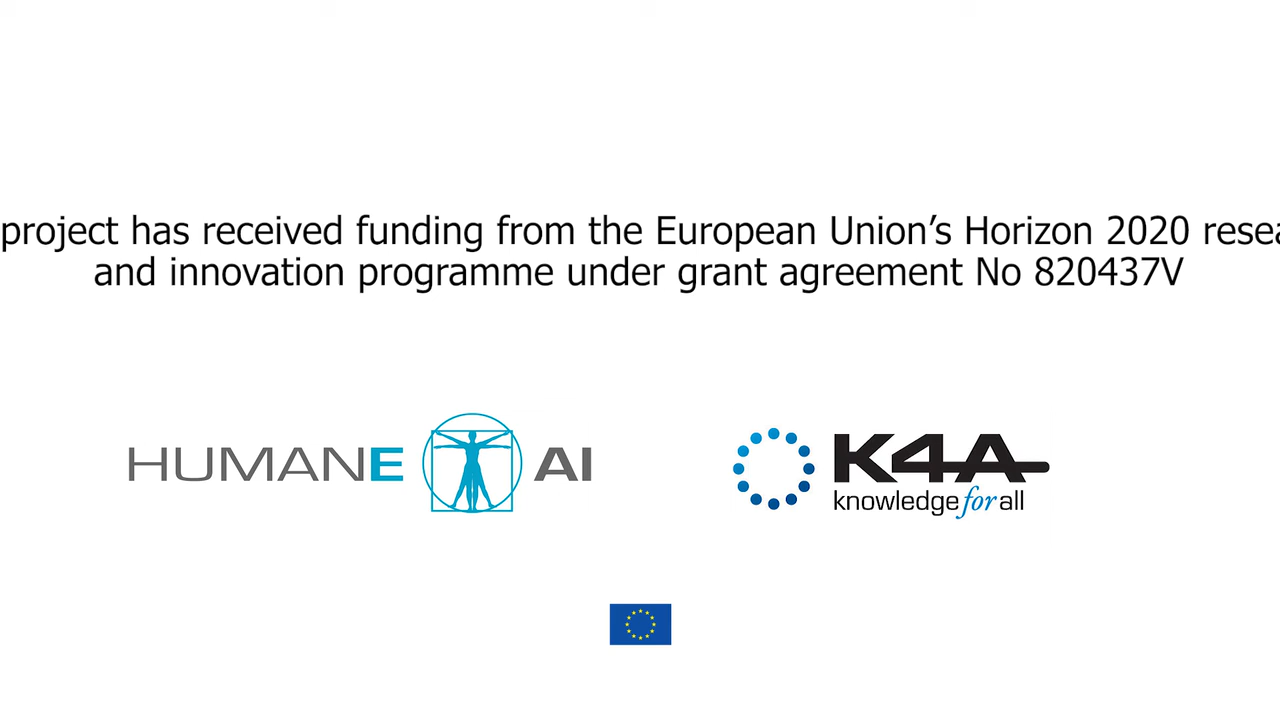 project has received funding from the European Union’s Horizon 2020 resea
and innovation programme under grant agreement No 820437V
HUMANE AI
K4A
knowledge for all